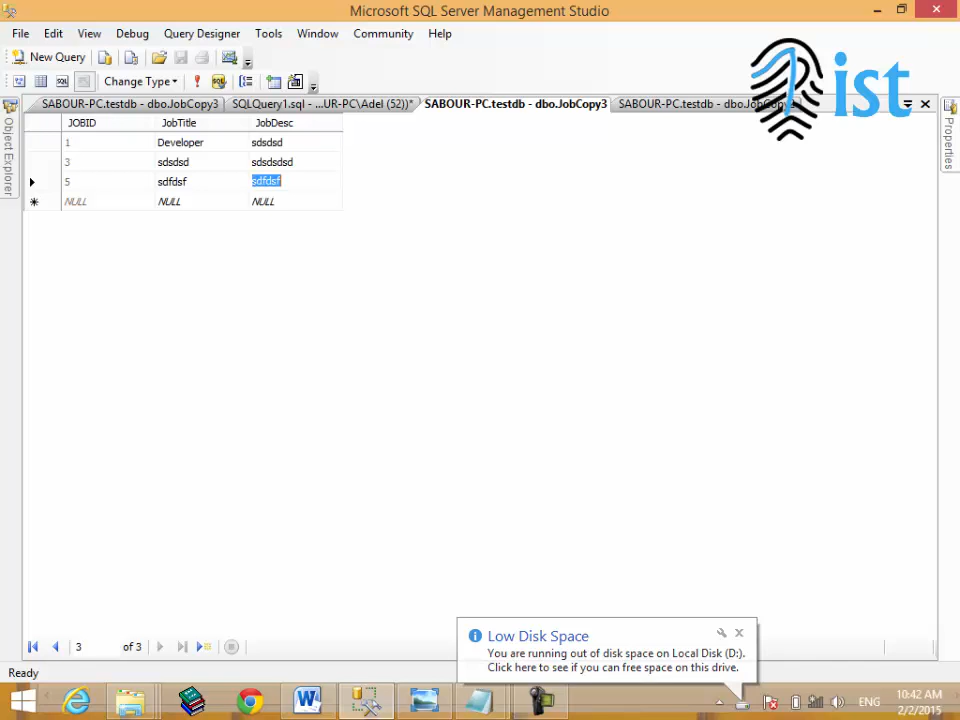 Microsoft SQL Server Management Studio
File Edit View Debug Query Designer Tools Window Community Help
New Query
Change Type
1st
SABOUR-PC.testdb - dbo.JobCopy3 SQLQuery1.sql - ...UR-PC\Adel (52))* SABOUR-PC.testdb - dbo.JobCopy3 SABOUR-PC.testdb - dbo.JobCopy
Object Explorer
Properties
JOBID JobTitle JobDesc
1 Developer sdsdsd
3 sdsdsd sdsdsdsd
5 sdfdsf sdfdsf
NULL NULL NULL
3 of 3
Low Disk Space
You are running out of disk space on Local Disk (D:).
Click here to see if you can free space on this drive.
Ready
ENG
10:42 AM
2/2/2015